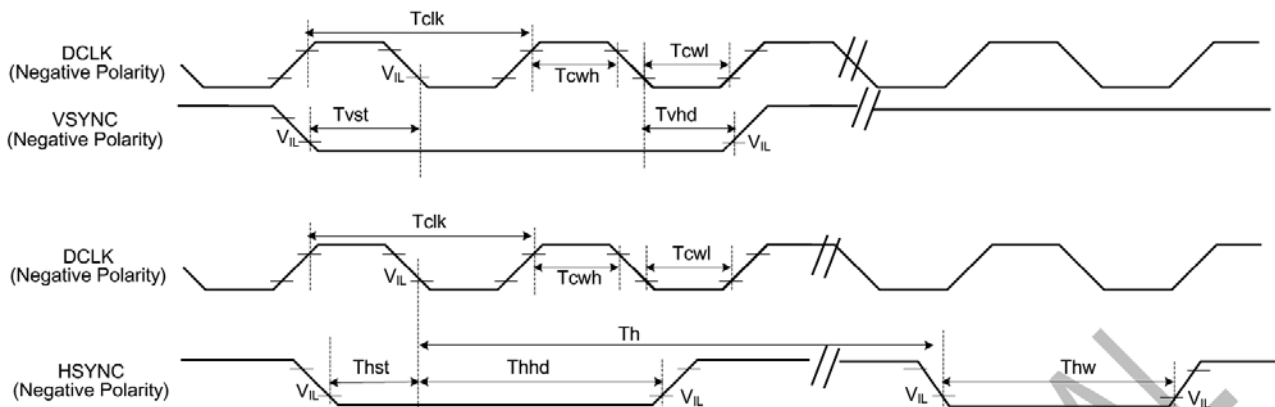 Tclk
DCLK
(Negative Polarity)
VIL
Tcwh
Tcwl
VSYNC
(Negative Polarity)
VIL
Tvst
Tvhd
VIL
Tclk
DCLK
(Negative Polarity)
VIL
Tcwh
Tcwl
Th
HSYNC
(Negative Polarity)
VIL
Thst
Thhd
VIL
VIL
Thw
VIL